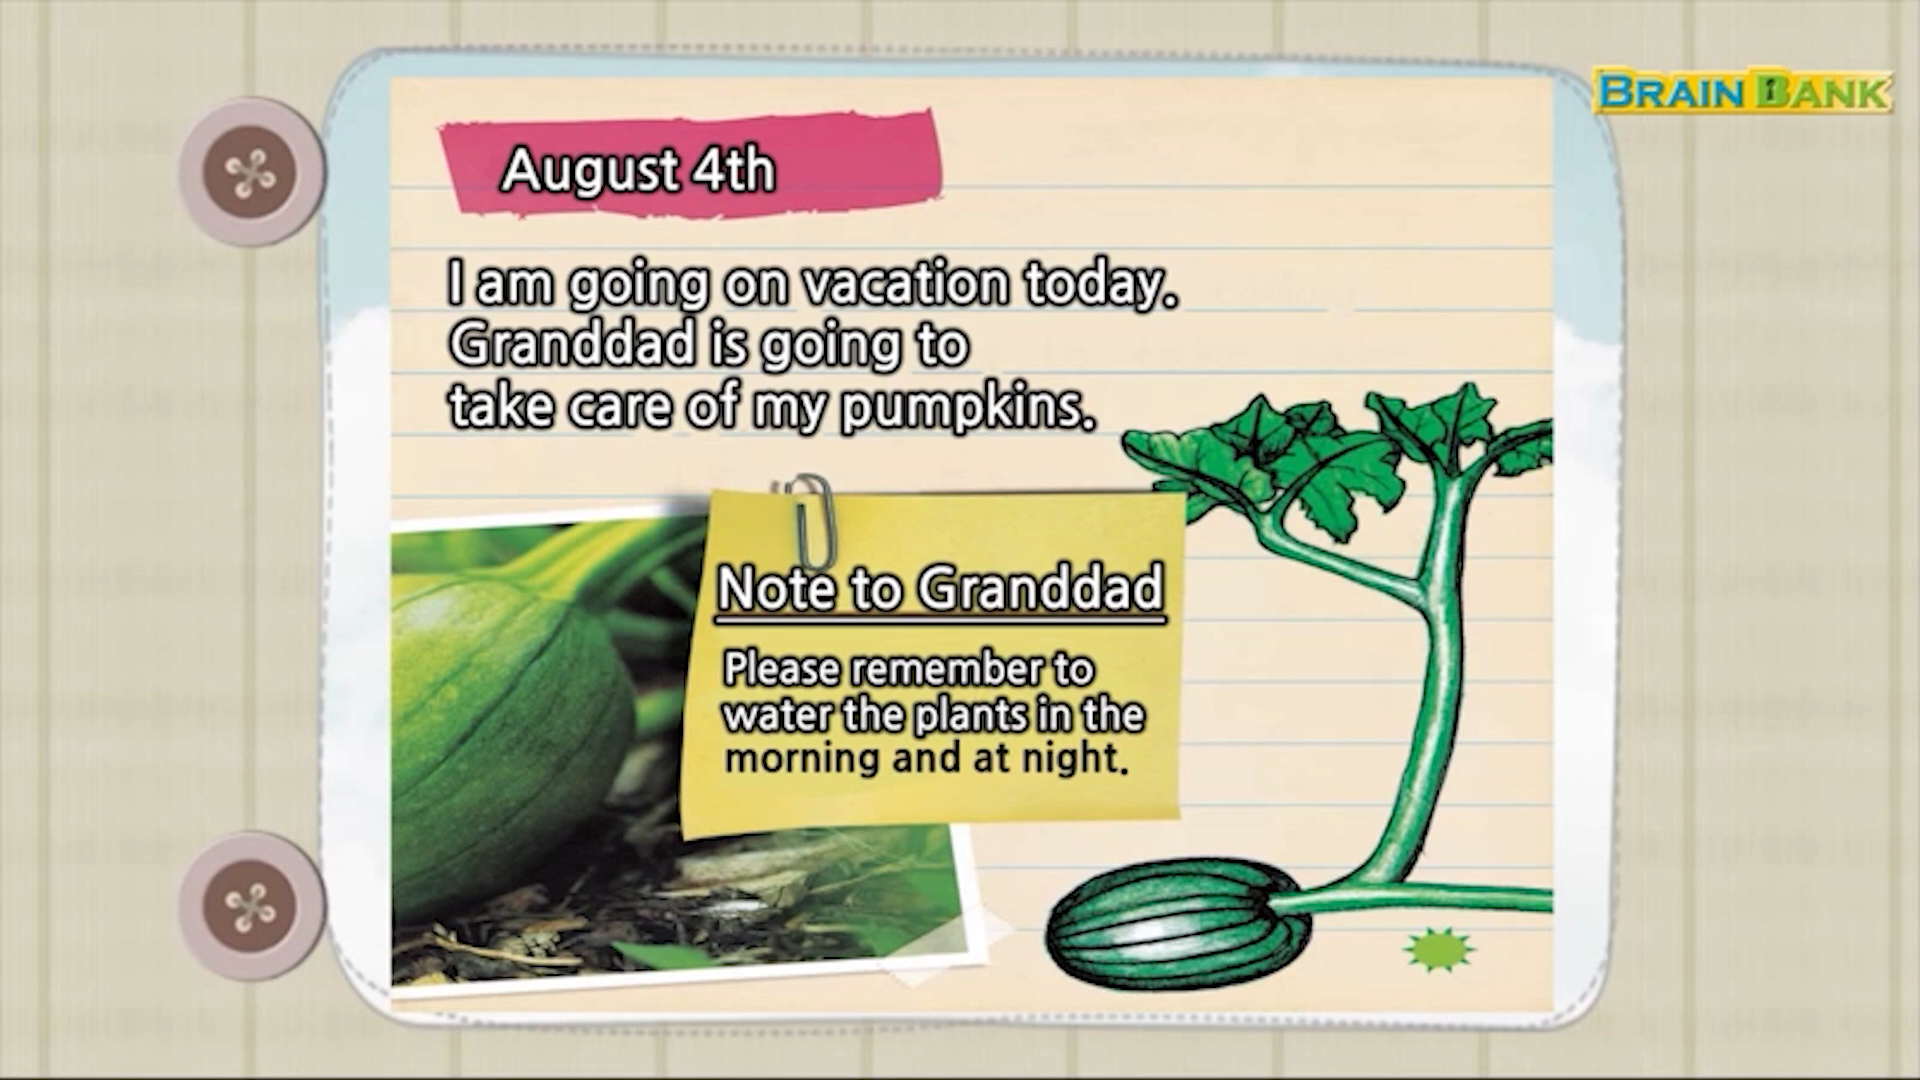 BRAIN BANK
August 4th
I am going on vacation today.
Granddad is going to
take care of my pumpkins.
Note to Granddad
Please remember to
water the plants in the
morning and at night.